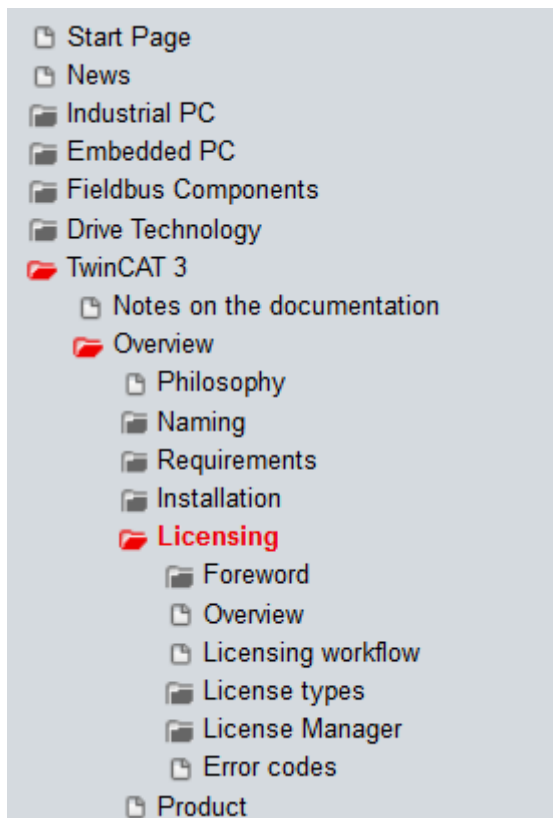 Start Page
News
Industrial PC
Embedded PC
Fieldbus Components
Drive Technology
TwinCAT 3
Notes on the documentation
Overview
Philosophy
Naming
Requirements
Installation
Licensing
Foreword
Overview
Licensing workflow
License types
License Manager
Error codes
Product